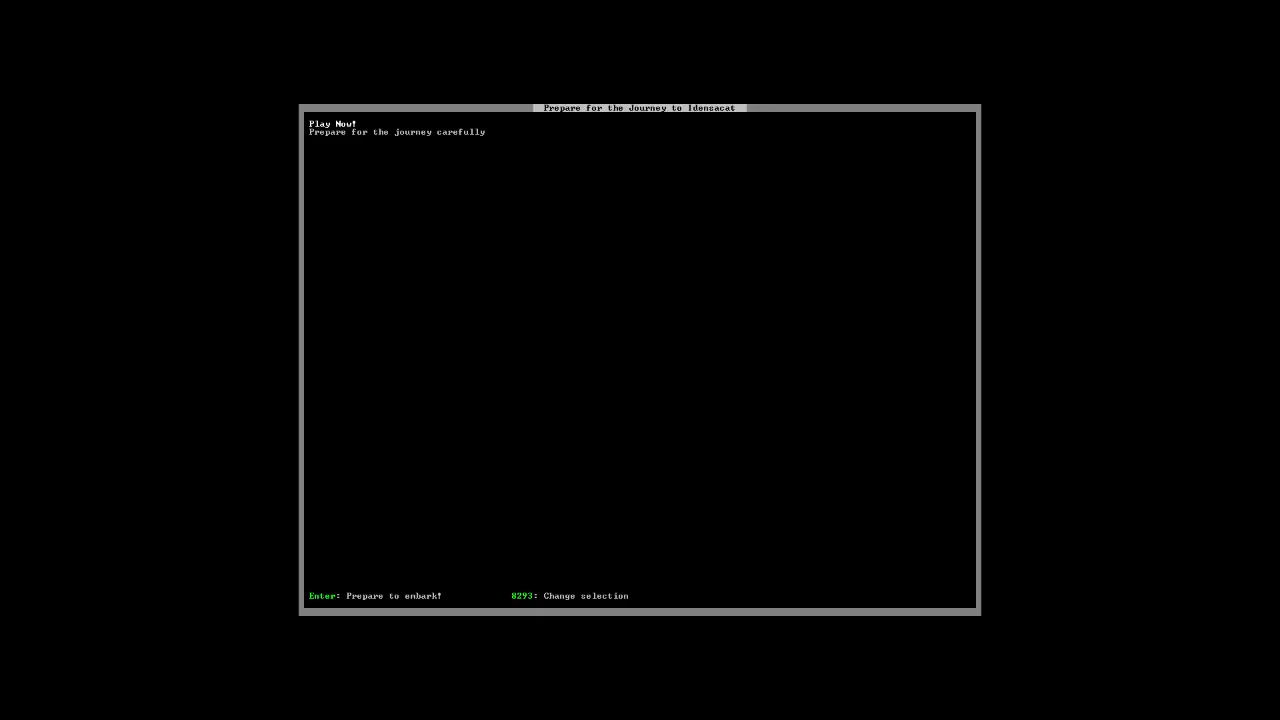 Prepare for the Journey to Idensacat
Play Now!
Prepare for the journey carefully
Enter: Prepare to embark! 8293: Change selection